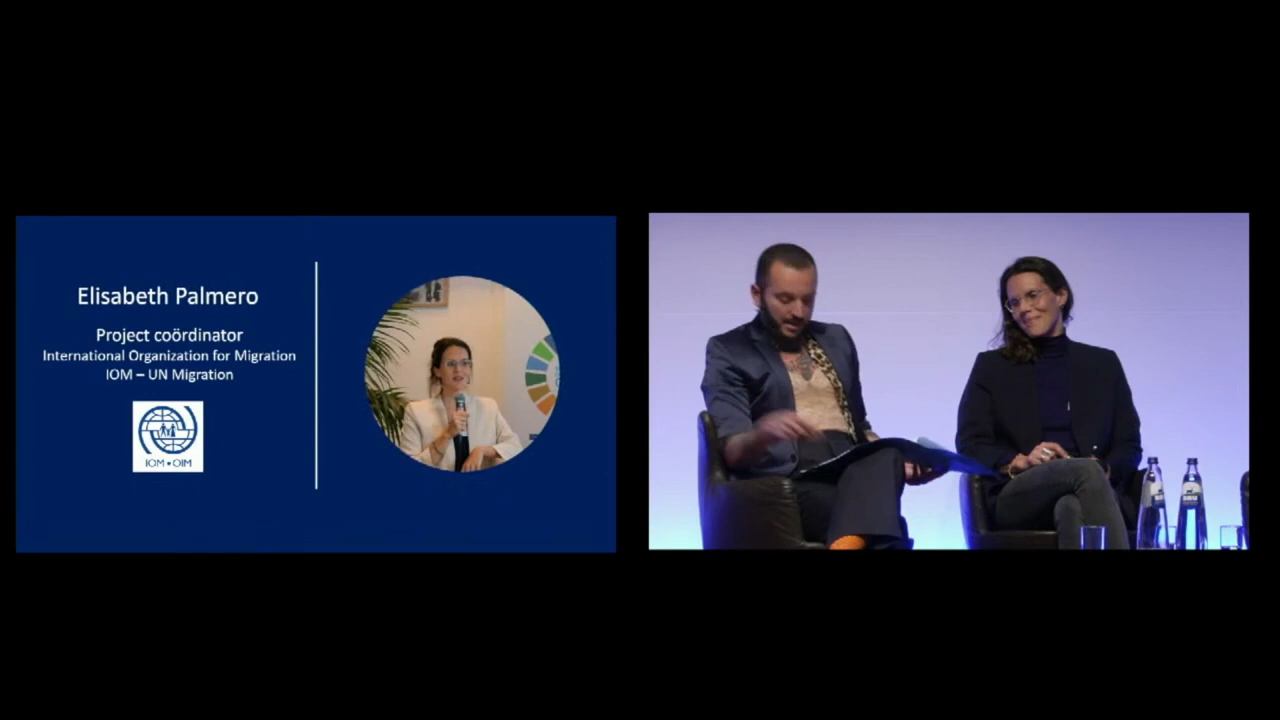 Elisabeth Palmero
Project coördinator
International Organization for Migration
IOM – UN Migration
IOM • OIM